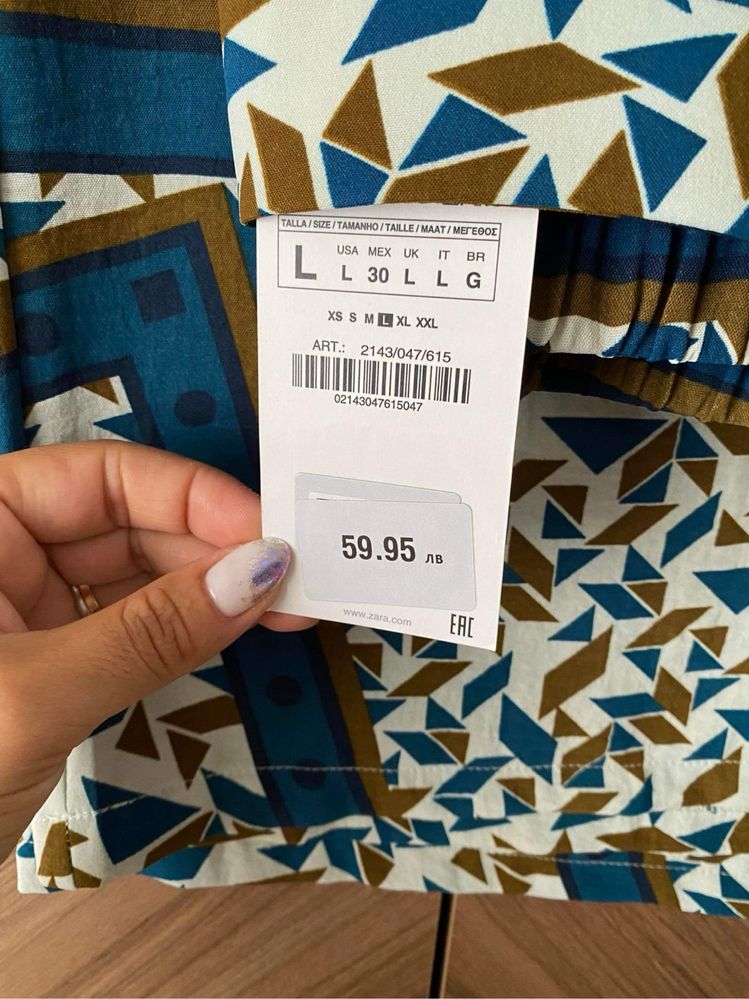 TALLA / SIZE / TAMANHO / TAILLE / MAAT / ΜΕΓΕΘΟΣ
L
USA MEX UK IT BR
L 30 L L G
XS S M L XL XXL
ART.: 2143/047/615
02143047615047
59.95 лв
www.zara.com
EAC